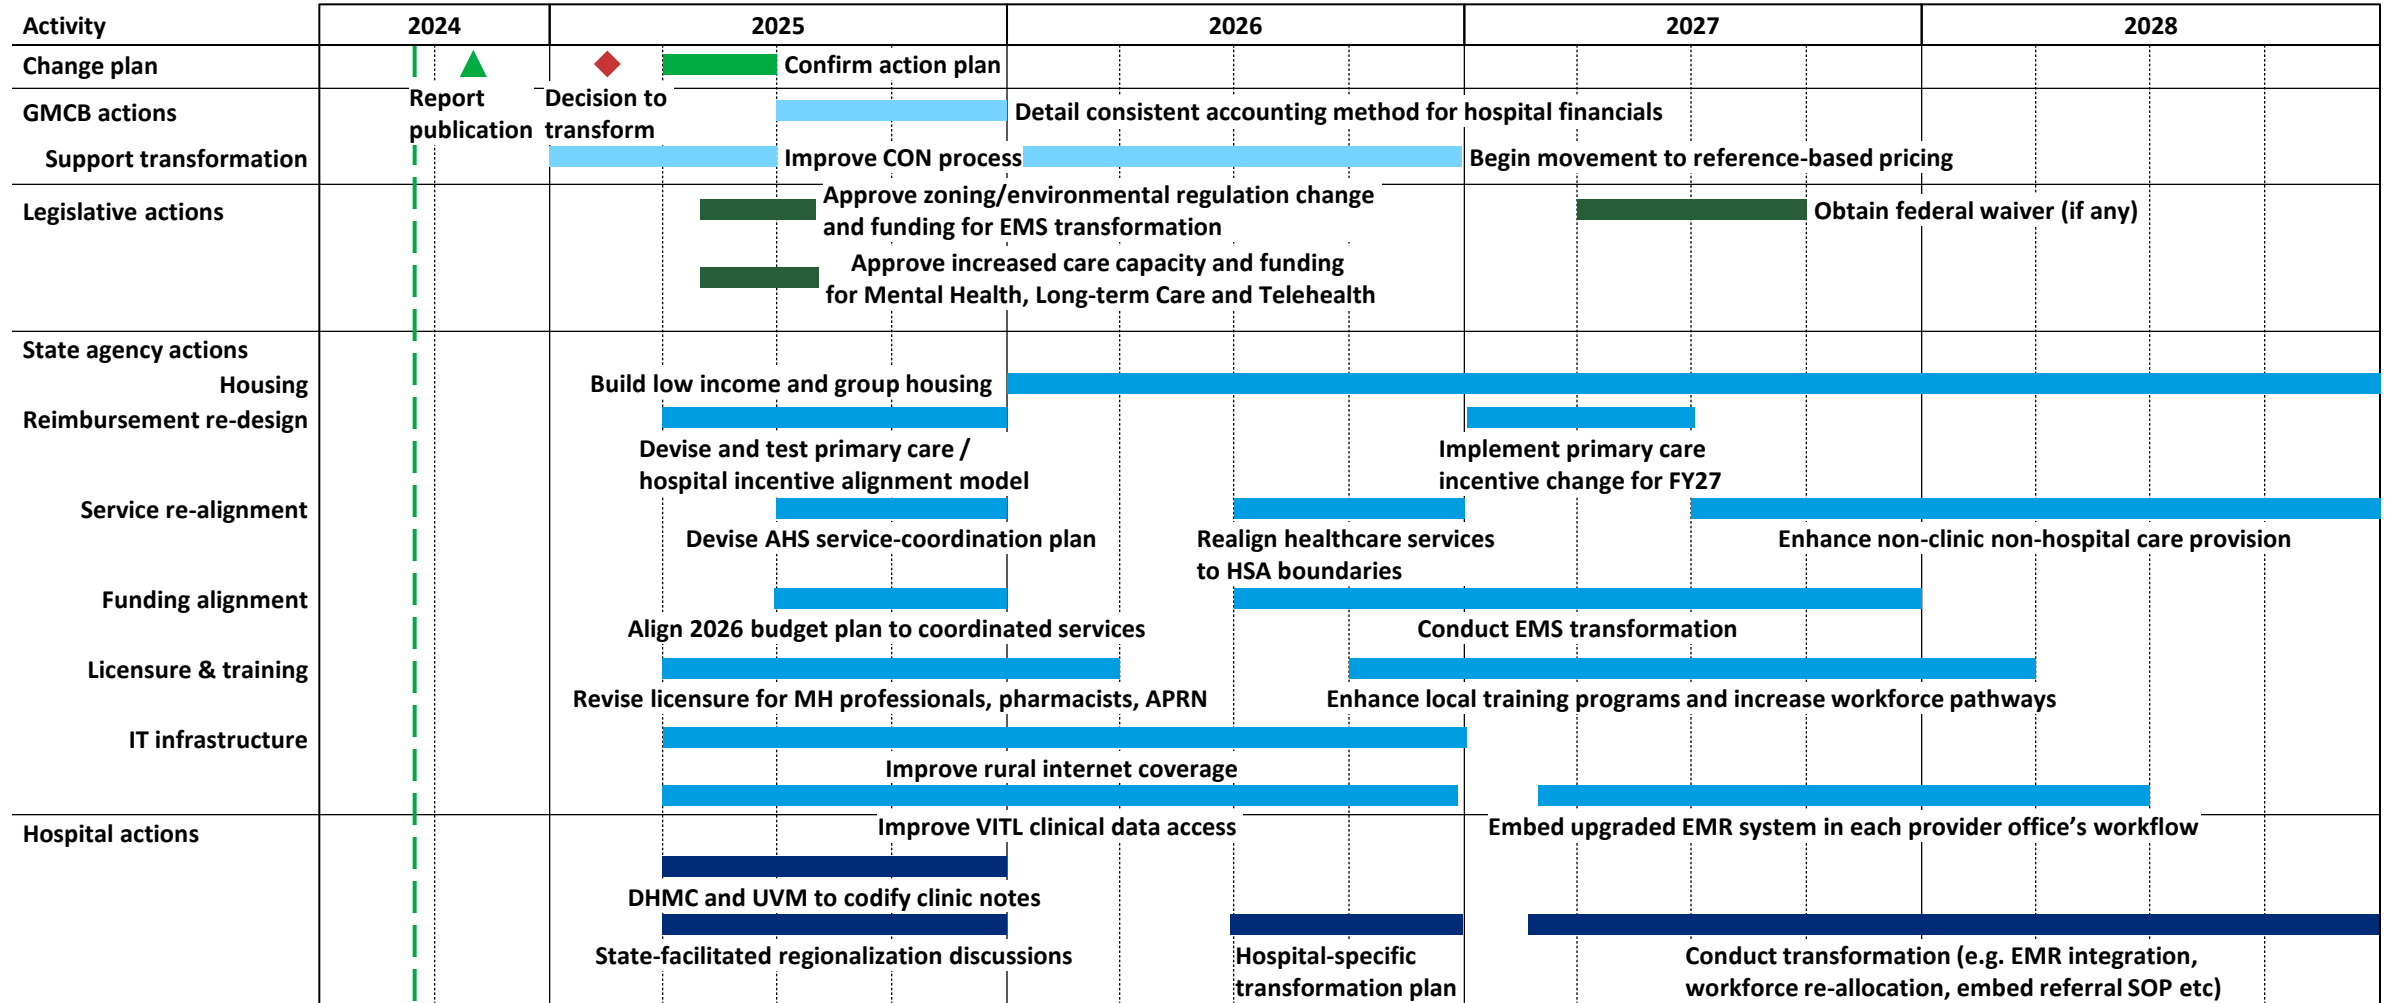 Activity
2024
2025
2026
2027
2028
Change plan
Confirm action plan
Report
publication
Decision to
transform
GMCB actions
Detail consistent accounting method for hospital financials
Support transformation
Improve CON process
Begin movement to reference-based pricing
Legislative actions
Approve zoning/environmental regulation change
and funding for EMS transformation
Obtain federal waiver (if any)
Approve increased care capacity and funding
for Mental Health, Long-term Care and Telehealth
State agency actions
Housing
Build low income and group housing
Reimbursement re-design
Devise and test primary care /
hospital incentive alignment model
Implement primary care
incentive change for FY27
Service re-alignment
Devise AHS service-coordination plan
Realign healthcare services
to HSA boundaries
Enhance non-clinic non-hospital care provision
Funding alignment
Align 2026 budget plan to coordinated services
Conduct EMS transformation
Licensure & training
Revise licensure for MH professionals, pharmacists, APRN
Enhance local training programs and increase workforce pathways
IT infrastructure
Improve rural internet coverage
Improve VITL clinical data access
Embed upgraded EMR system in each provider office’s workflow
Hospital actions
DHMC and UVM to codify clinic notes
State-facilitated regionalization discussions
Hospital-specific
transformation plan
Conduct transformation (e.g. EMR integration,
workforce re-allocation, embed referral SOP etc)